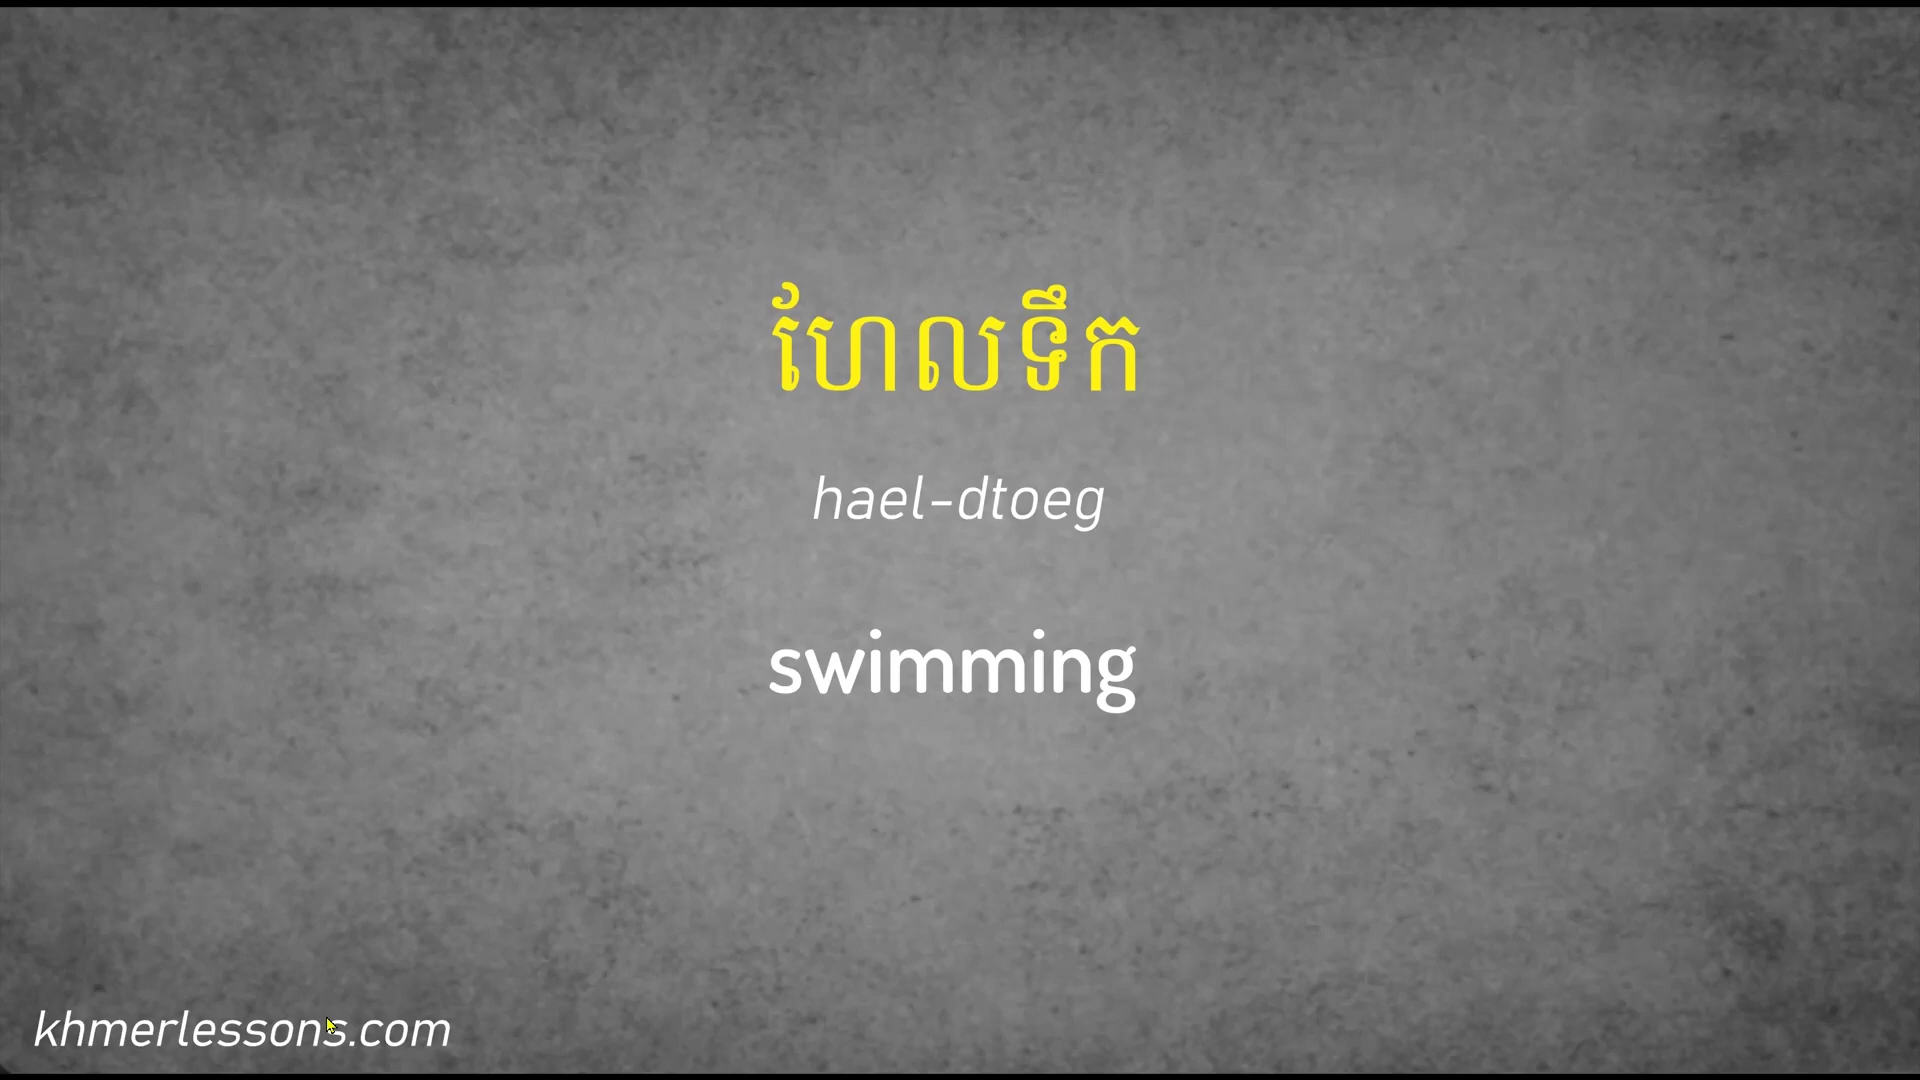 ហែលទឹក
hael-dtoeg
swimming
khmerlessons.com